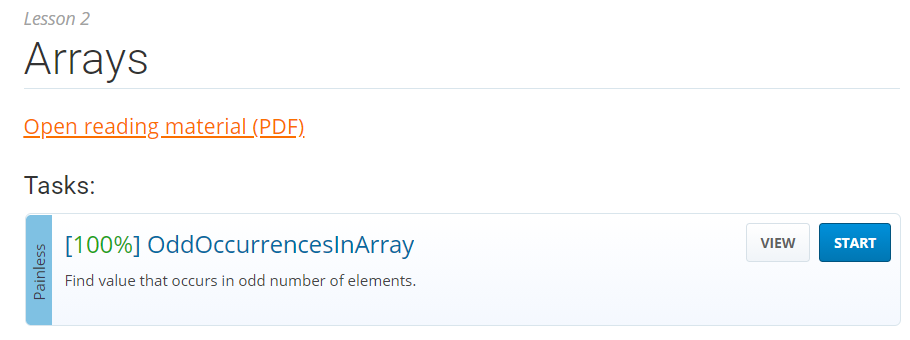 Lesson 2
Arrays
Open reading material (PDF)
Tasks:
Painless
[100%] OddOccurrencesInArray
VIEW
START
Find value that occurs in odd number of elements.